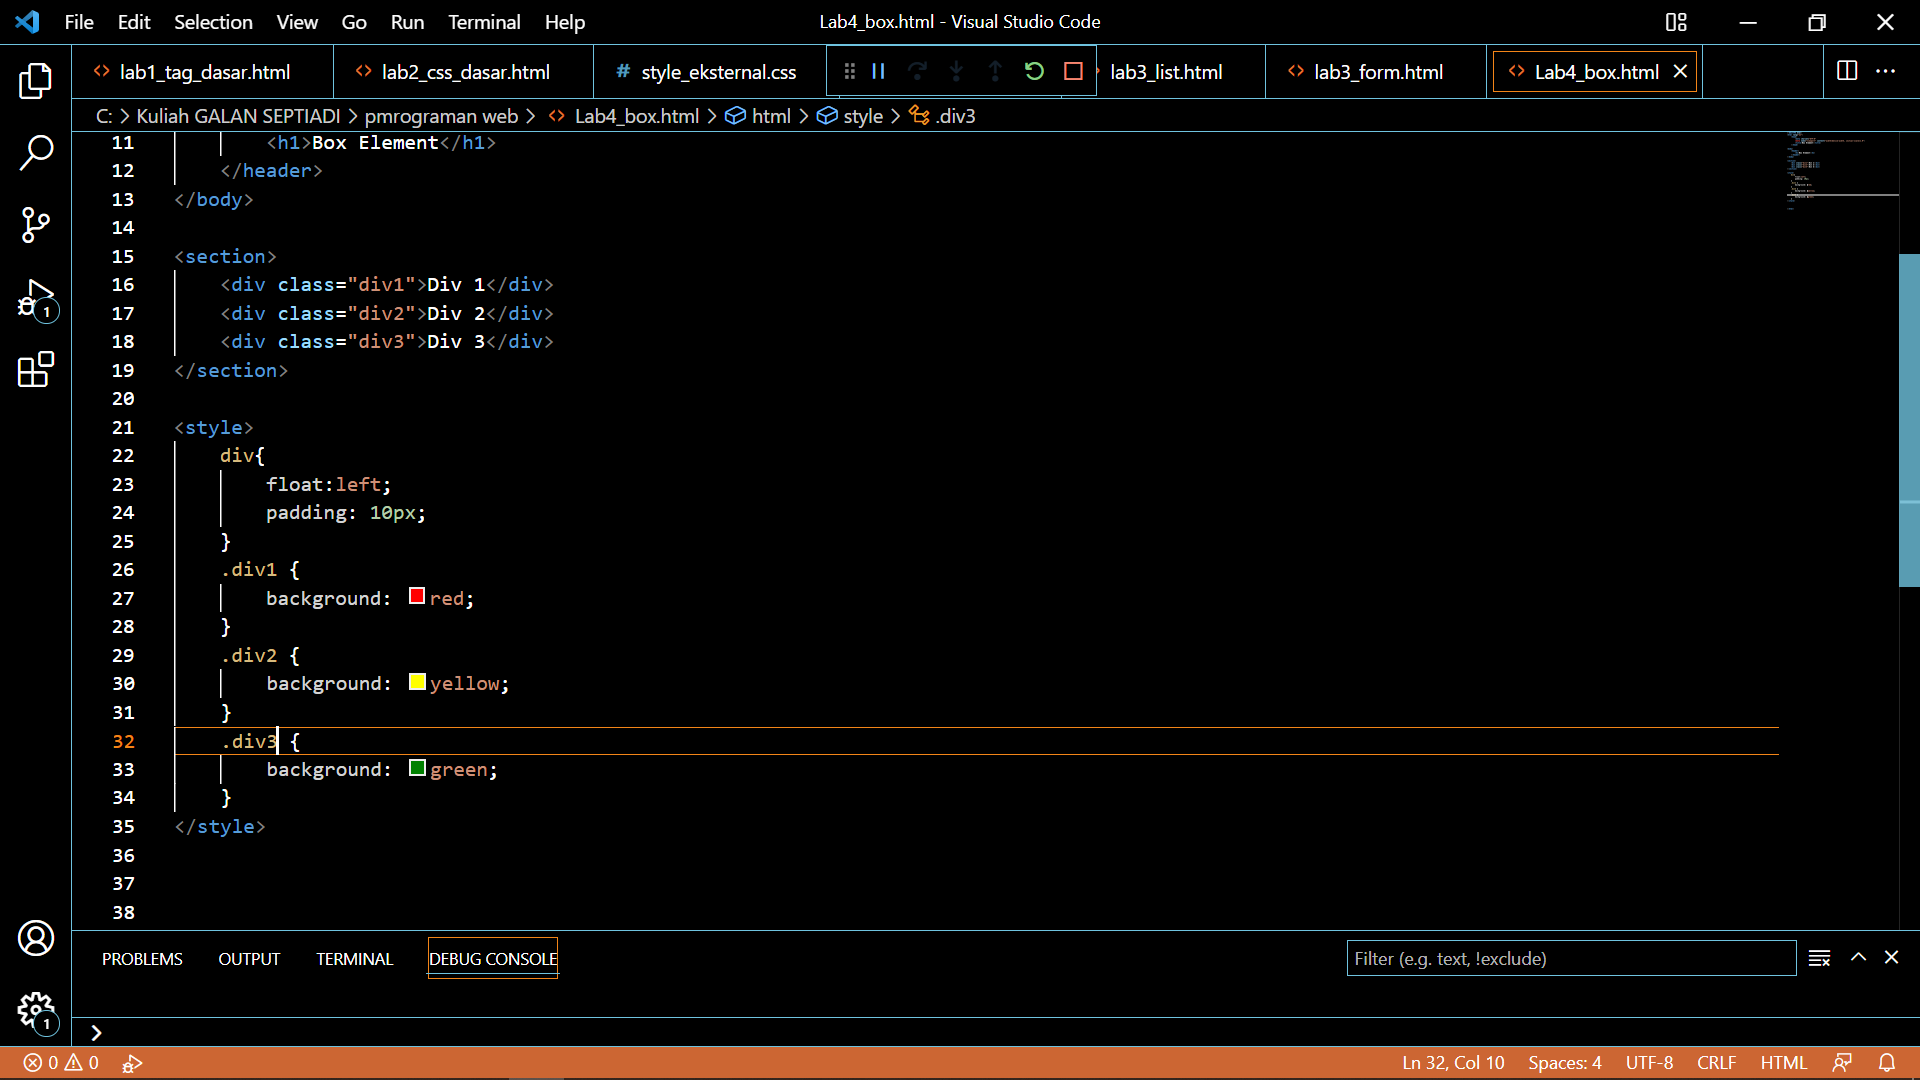 File Edit Selection View Go Run Terminal Help Lab4_box.html - Visual Studio Code
lab1_tag_dasar.html lab2_css_dasar.html # style_eksternal.css lab3_list.html lab3_form.html Lab4_box.html
C: > Kuliah GALAN SEPTIADI > pmrograman web > Lab4_box.html > html > style > .div3
11 <h1>Box Element</h1>
12 </header>
13 </body>
14
15 <section>
16 <div class="div1">Div 1</div>
17 <div class="div2">Div 2</div>
18 <div class="div3">Div 3</div>
19 </section>
20
21 <style>
22 div{
23 float:left;
24 padding: 10px;
25 }
26 .div1 {
27 background: red;
28 }
29 .div2 {
30 background: yellow;
31 }
32 .div3 {
33 background: green;
34 }
35 </style>
36
37
38
1
PROBLEMS OUTPUT TERMINAL DEBUG CONSOLE Filter (e.g. text, !exclude)
1
>
0 0 Ln 32, Col 10 Spaces: 4 UTF-8 CRLF HTML